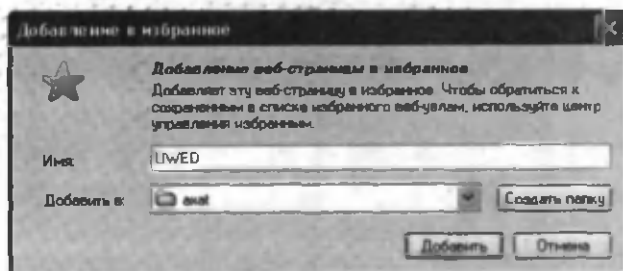 Добавление в избранное
Добавление веб-страницы в избранное
Добавляет эту веб-страницу в избранное. Чтобы обратиться к
сохраненным в списке избранного веб-узлам, используйте центр
управления избранным.
Имя: UWED
Добавить в: Создать папку
Добавить Отмена